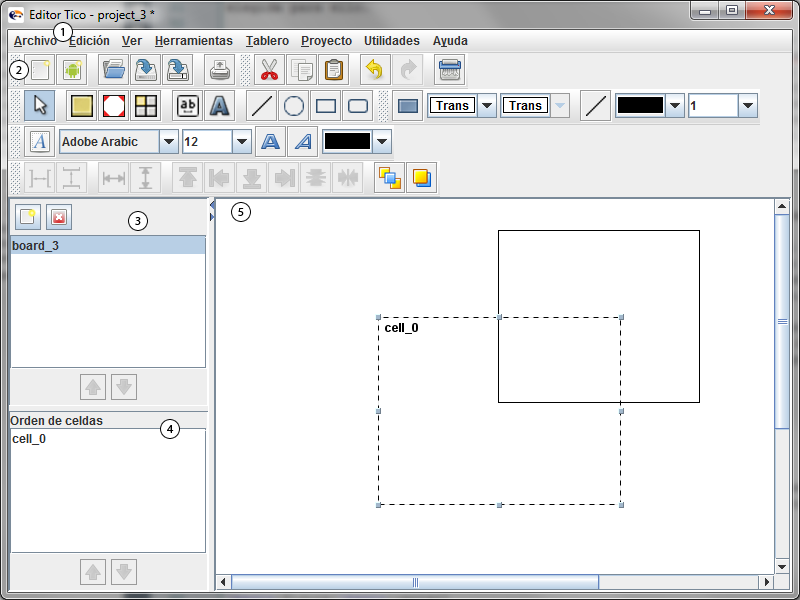 Editor Tico - project_3 *
Archivo Edición Ver Herramientas Tablero Proyecto Utilidades Ayuda
1
2
ab A
Trans Trans 1
A Adobe Arabic 12 A A
3
5
board_3
cell_0
Orden de celdas
4
cell_0